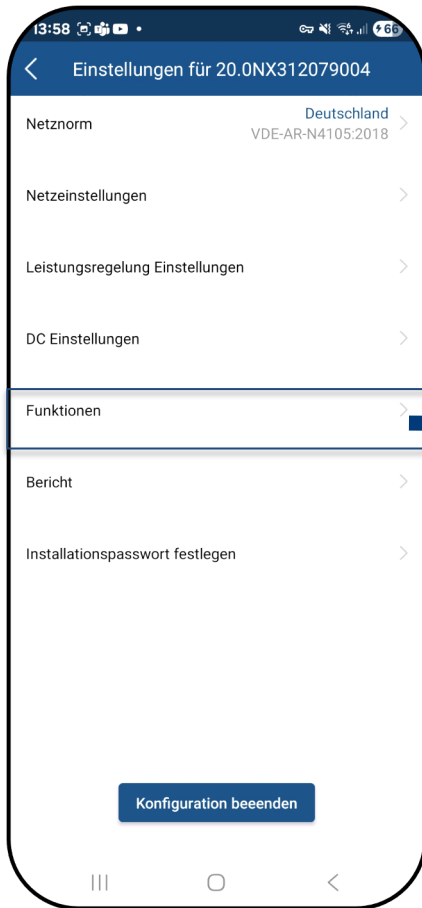 13:58
66
Einstellungen für 20.0NX312079004
Netznorm
Deutschland
VDE-AR-N4105:2018
Netzeinstellungen
Leistungsregelung Einstellungen
DC Einstellungen
Funktionen
Bericht
Installationspasswort festlegen
Konfiguration beeenden